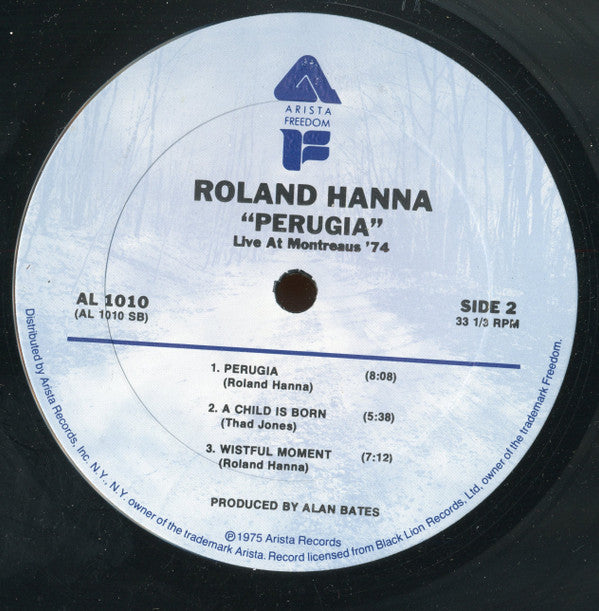 ARISTA
FREEDOM
F
ROLAND HANNA
“PERUGIA”
Live At Montreaus '74
AL 1010
(AL 1010 SB)
SIDE 2
33 1/3 RPM
1. PERUGIA (8:08)
(Roland Hanna)
2. A CHILD IS BORN (5:38)
(Thad Jones)
3. WISTFUL MOMENT (7:12)
(Roland Hanna)
PRODUCED BY ALAN BATES
℗1975 Arista Records
Distributed by Arista Records, Inc. N.Y., N.Y. owner of the trademark Arista. Record licensed from Black Lion Records, Ltd. owner of the trademark Freedom.